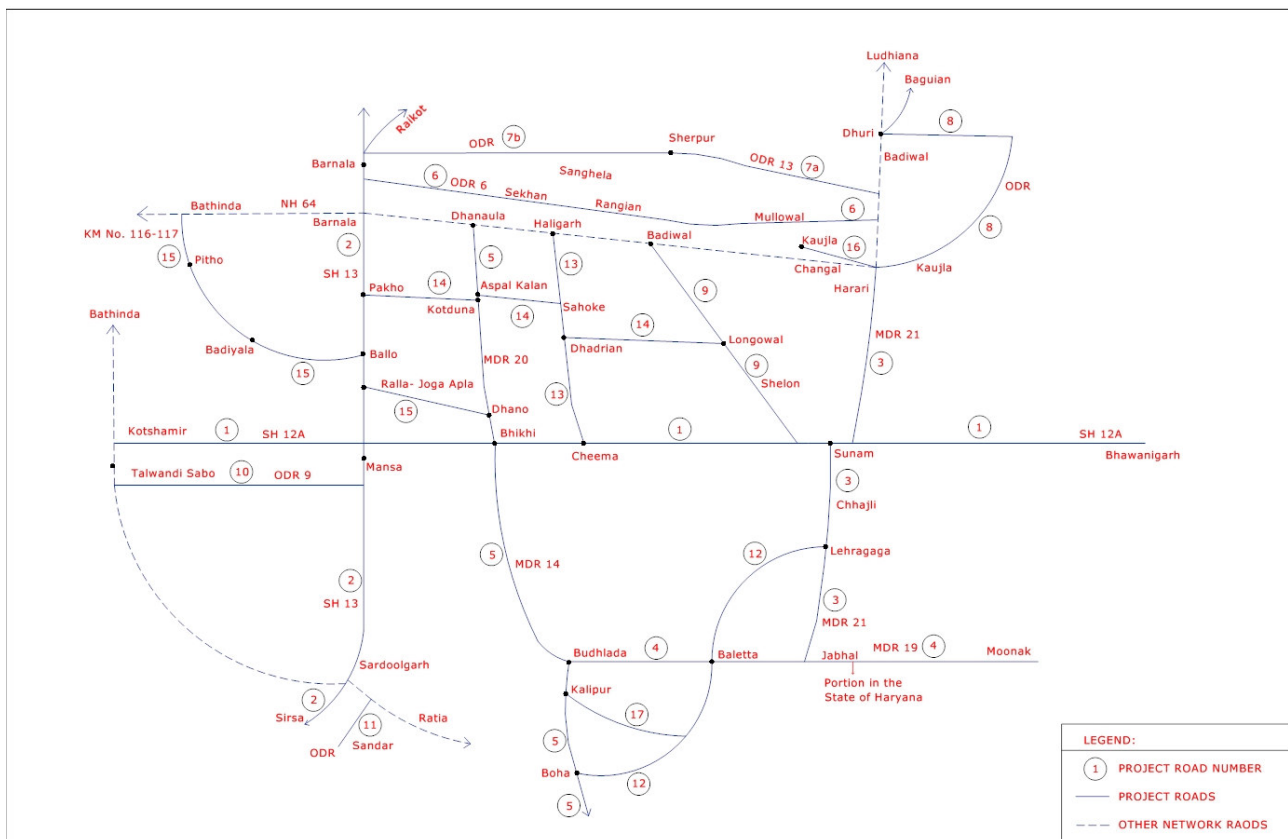 Ludhiana
Baguian
Raikot
ODR
7b
Sherpur
Dhuri
8
Badiwal
Barnala
6
ODR 6
Sanghela
ODR 13
7a
ODR
Sekhan
Rangian
Bathinda
NH 64
Barnala
Dhanaula
Haligarh
Badiwal
Mullowal
6
8
KM No. 116-117
2
Kaujla
16
15
Pitho
5
13
Changal
Kaujla
SH 13
Harari
Pakho
14
Aspal Kalan
9
Kotduna
14
Sahoke
Bathinda
14
MDR 21
Badiyala
Ballo
MDR 20
Dhadrian
Longowal
15
9
3
Ralla- Joga Apla
Shelon
15
13
Dhano
Kotshamir
1
SH 12A
Bhikhi
1
1
SH 12A
Cheema
Sunam
Bhawanigarh
Talwandi Sabo
10
ODR 9
Mansa
3
Chhajli
5
MDR 14
12
Lehragaga
2
SH 13
3
MDR 21
Budhlada
4
Baletta
Jabhal
MDR 19
4
Moonak
Sardoolgarh
Portion in the
State of Haryana
Kalipur
2
Sirsa
11
Ratia
17
ODR
Sandar
5
Boha
12
5
LEGEND:
1
PROJECT ROAD NUMBER
PROJECT ROADS
OTHER NETWORK RAODS